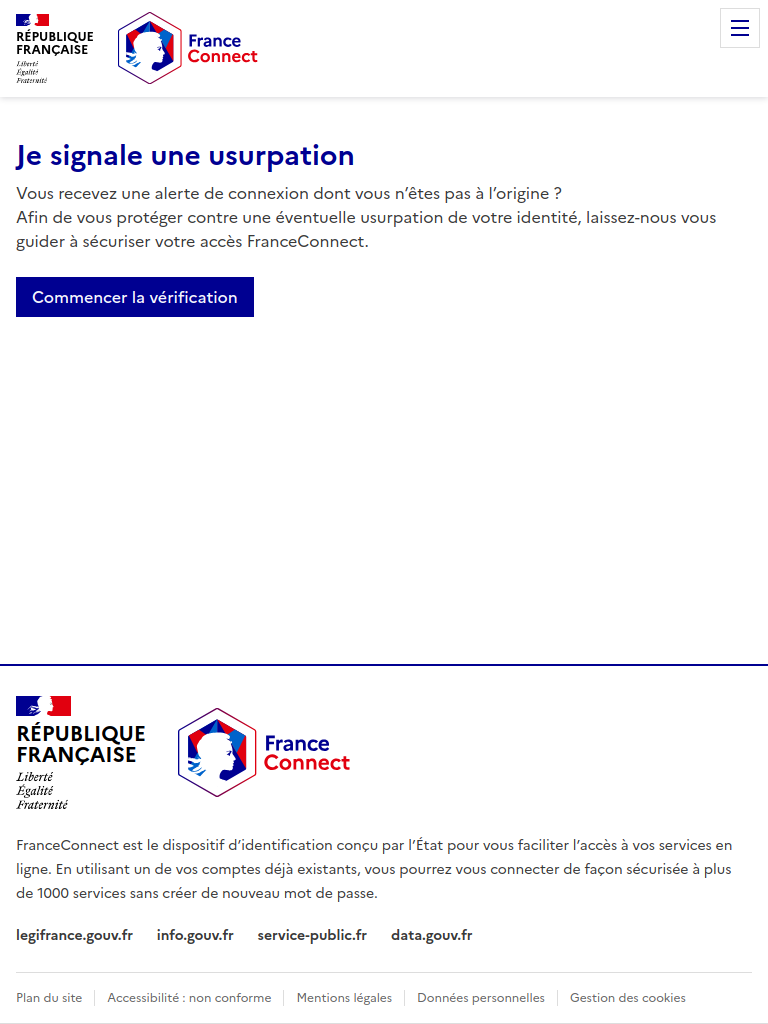 RÉPUBLIQUE
FRANÇAISE
Liberté
Égalité
Fraternité
France
Connect
Je signale une usurpation
Vous recevez une alerte de connexion dont vous n’êtes pas à l’origine ?
Afin de vous protéger contre une éventuelle usurpation de votre identité, laissez-nous vous
guider à sécuriser votre accès FranceConnect.
Commencer la vérification
RÉPUBLIQUE
FRANÇAISE
Liberté
Égalité
Fraternité
France
Connect
FranceConnect est le dispositif d’identification conçu par l’État pour vous faciliter l’accès à vos services en
ligne. En utilisant un de vos comptes déjà existants, vous pourrez vous connecter de façon sécurisée à plus
de 1000 services sans créer de nouveau mot de passe.
legifrance.gouv.fr info.gouv.fr service-public.fr data.gouv.fr
Plan du site Accessibilité : non conforme Mentions légales Données personnelles Gestion des cookies